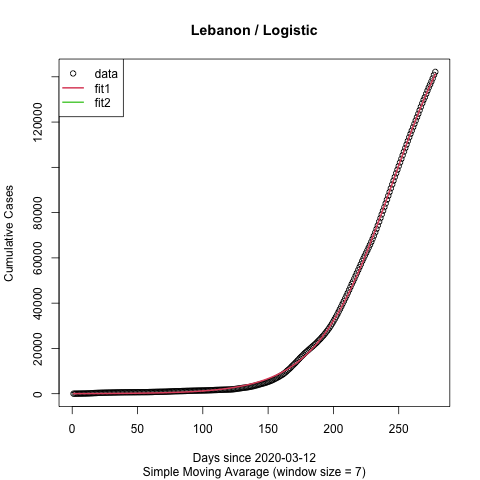 Lebanon / Logistic
data
fit1
fit2
Cumulative Cases
120000
80000
60000
40000
20000
0
0 50 100 150 200 250
Days since 2020-03-12
Simple Moving Avarage (window size = 7)